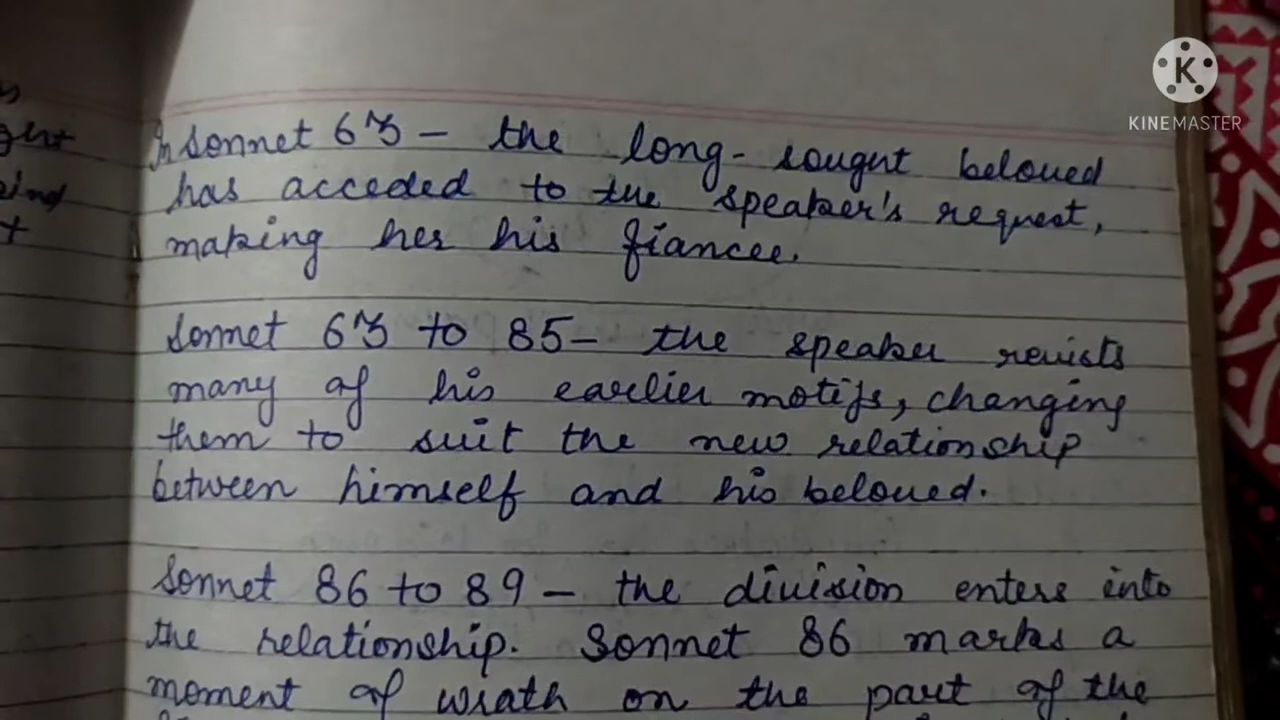 In Sonnet 63 – the long-sought beloved
has acceded to the speaker's request,
making her his fiancee.
Sonnet 63 to 85 – the speaker revists
many of his earlier motifs, changing
them to suit the new relationship
between himself and his beloved.
Sonnet 86 to 89 – the division enters into
the relationship. Sonnet 86 marks a
moment of wrath on the part of the
K
KINEMASTER